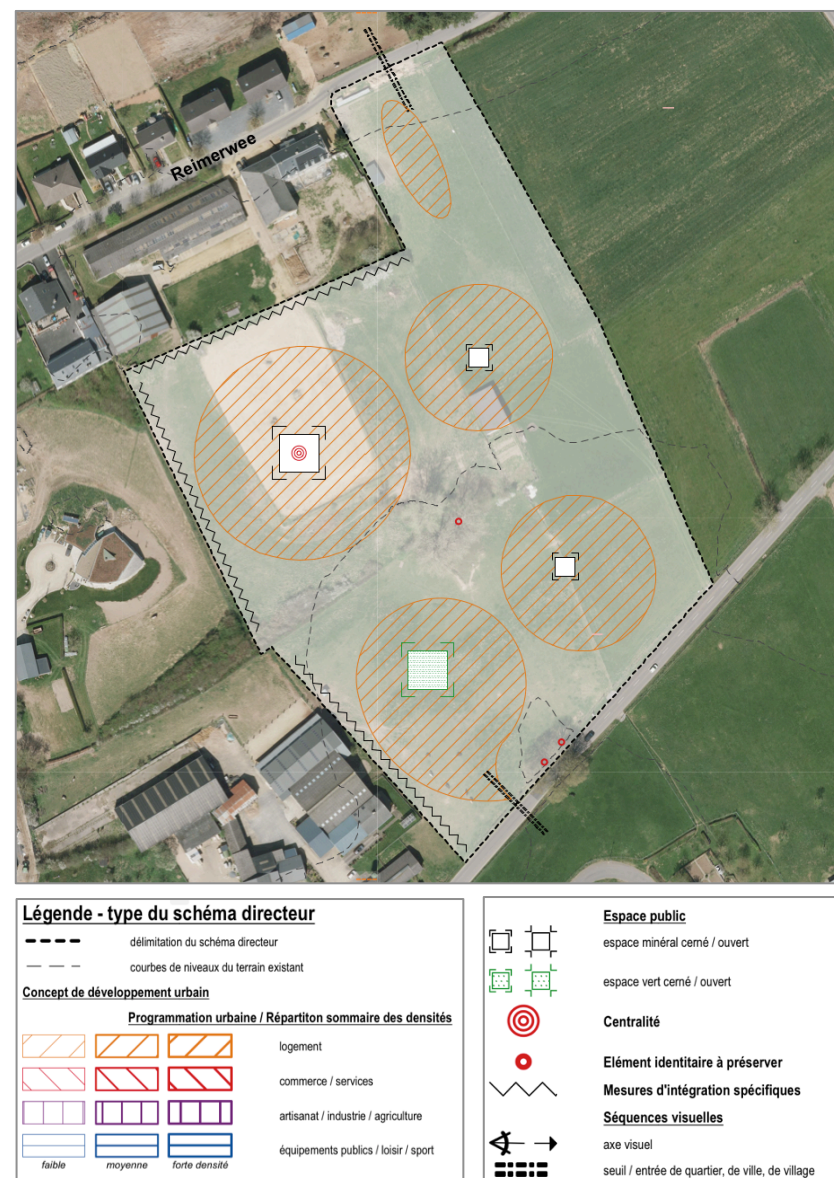 Reimerwee
Légende - type du schéma directeur
délimitation du schéma directeur
courbes de niveaux du terrain existant
Concept de développement urbain
Programmation urbaine / Répartiton sommaire des densités
logement
commerce / services
artisanat / industrie / agriculture
équipements publics / loisir / sport
faible moyenne forte densité
Espace public
espace minéral cerné / ouvert
espace vert cerné / ouvert
Centralité
Elément identitaire à préserver
Mesures d'intégration spécifiques
Séquences visuelles
axe visuel
seuil / entrée de quartier, de ville, de village